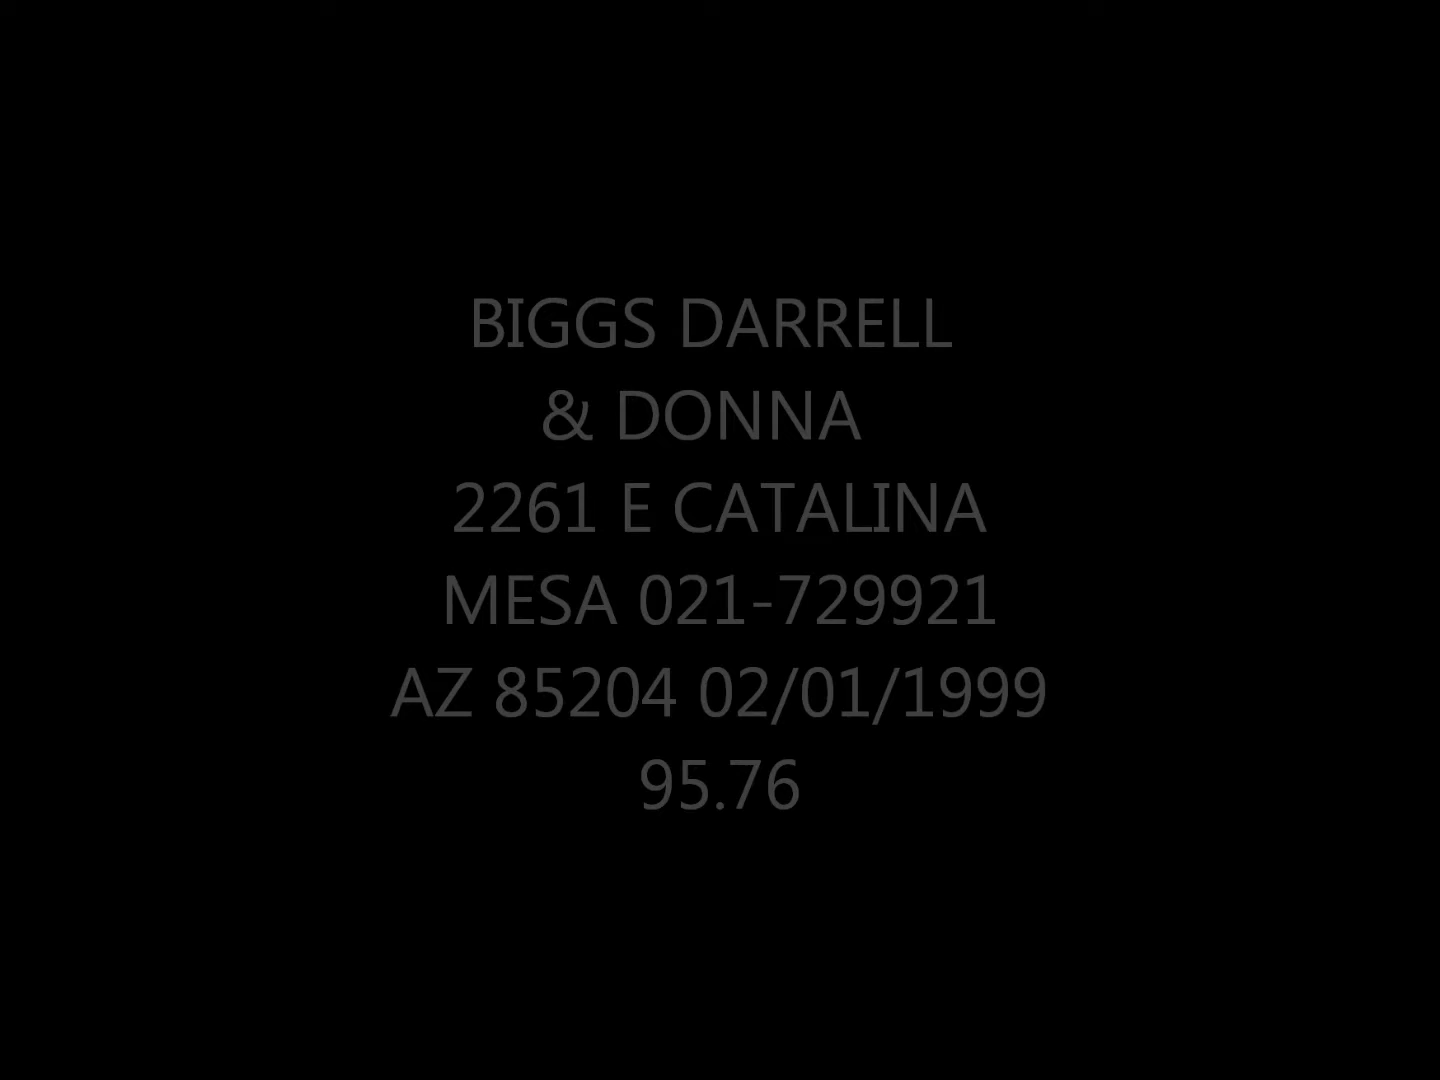 BIGGS DARRELL
& DONNA
2261 E CATALINA
MESA 021-729921
AZ 85204 02/01/1999
95.76